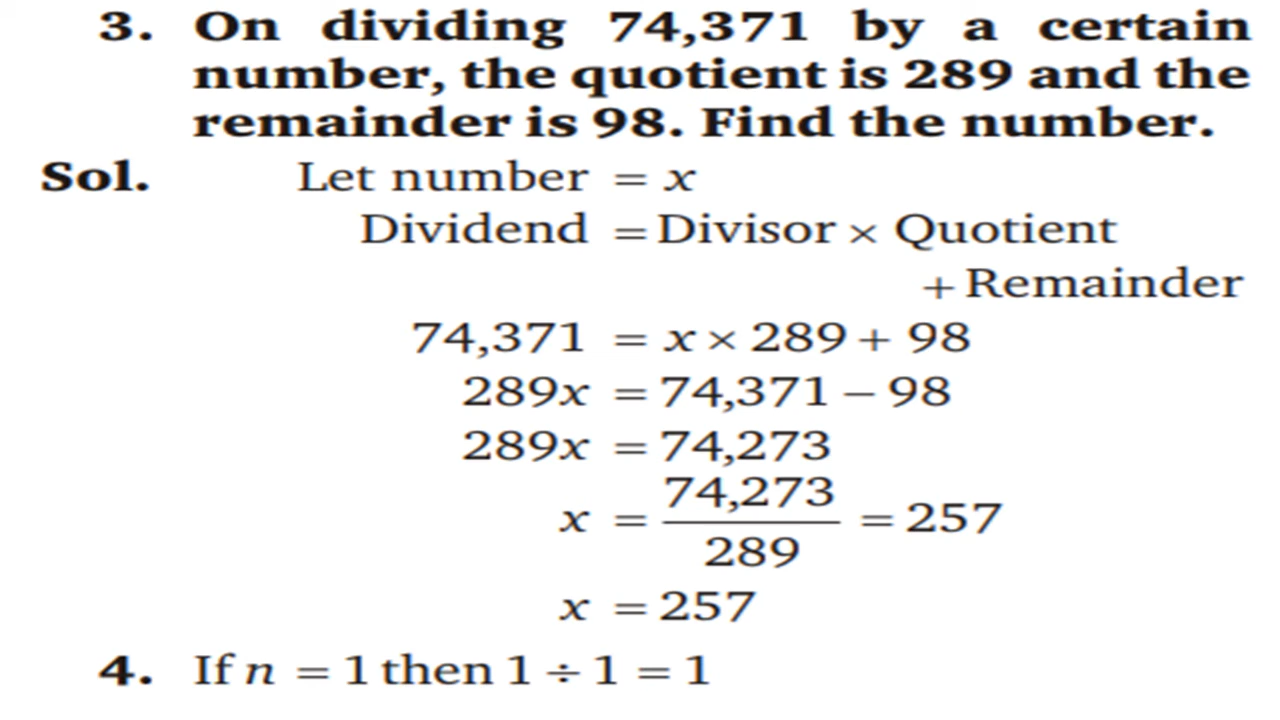 3. On dividing 74,371 by a certain
number, the quotient is 289 and the
remainder is 98. Find the number.
Sol. Let number = x
Dividend = Divisor × Quotient
+ Remainder
74,371 = x × 289 + 98
289x = 74,371 – 98
289x = 74,273
x = 74,273/289 = 257
x = 257
4. If n = 1 then 1 ÷ 1 = 1